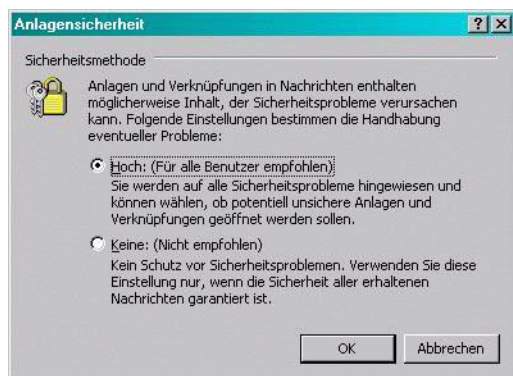 Anlagensicherheit
Sicherheitsmethode
Anlagen und Verknüpfungen in Nachrichten enthalten
möglicherweise Inhalt, der Sicherheitsprobleme verursachen
kann. Folgende Einstellungen bestimmen die Handhabung
eventueller Probleme:
Hoch: (Für alle Benutzer empfohlen)
Sie werden auf alle Sicherheitsprobleme hingewiesen und
können wählen, ob potentiell unsichere Anlagen und
Verknüpfungen geöffnet werden sollen.
Keine: (Nicht empfohlen)
Kein Schutz vor Sicherheitsproblemen. Verwenden Sie diese
Einstellung nur, wenn die Sicherheit aller erhaltenen
Nachrichten garantiert ist.
OK Abbrechen